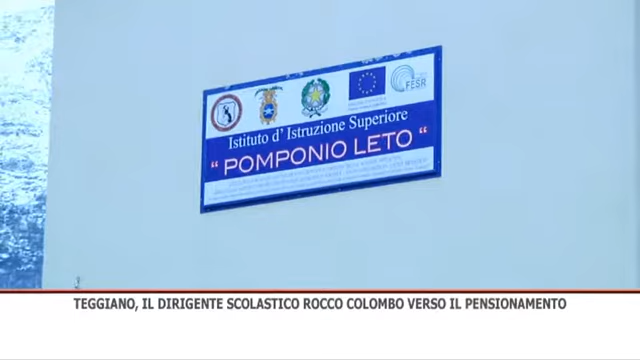 FESR
Istituto d' Istruzione Superiore
“ POMPONIO LETO “
TEGGIANO, IL DIRIGENTE SCOLASTICO ROCCO COLOMBO VERSO IL PENSIONAMENTO